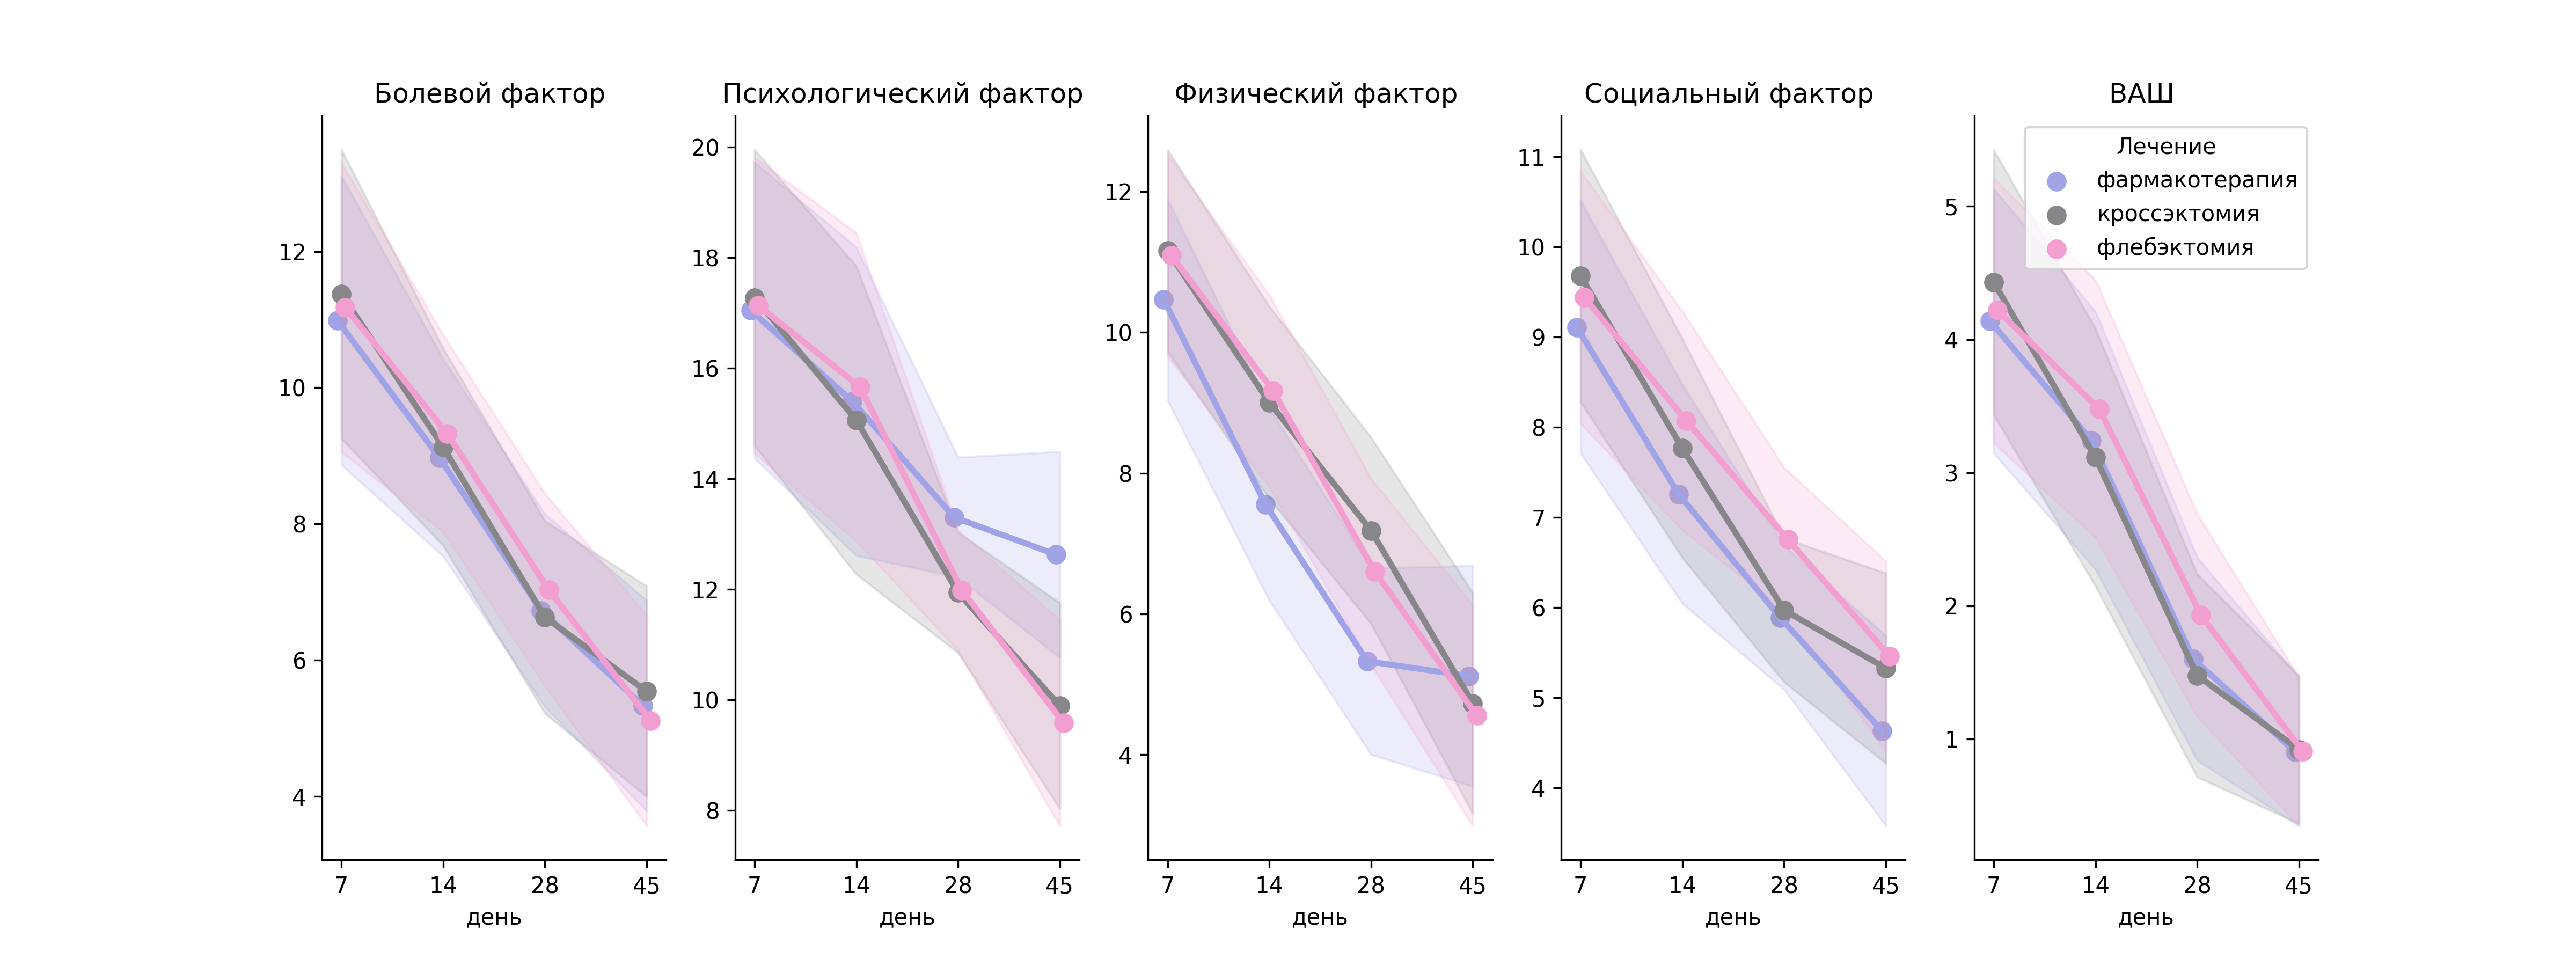 Болевой фактор
12
10
8
6
4
7 14 28 45
день
Психологический фактор
20
18
16
14
12
10
8
7 14 28 45
день
Физический фактор
12
10
8
6
4
7 14 28 45
день
Социальный фактор
11
10
9
8
7
6
5
4
7 14 28 45
день
ВАШ
5
4
3
2
1
7 14 28 45
день
Лечение
фармакотерапия
кроссэктомия
флебэктомия